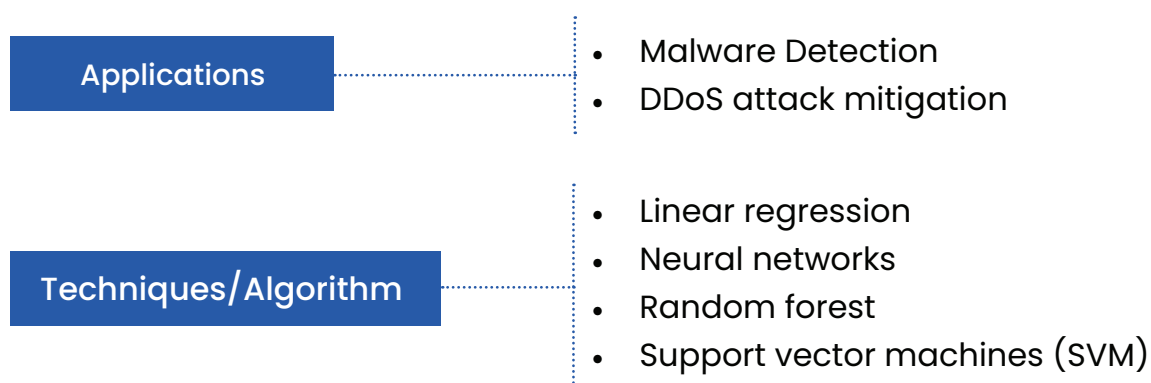 Applications
• Malware Detection
• DDoS attack mitigation
Techniques/Algorithm
• Linear regression
• Neural networks
• Random forest
• Support vector machines (SVM)